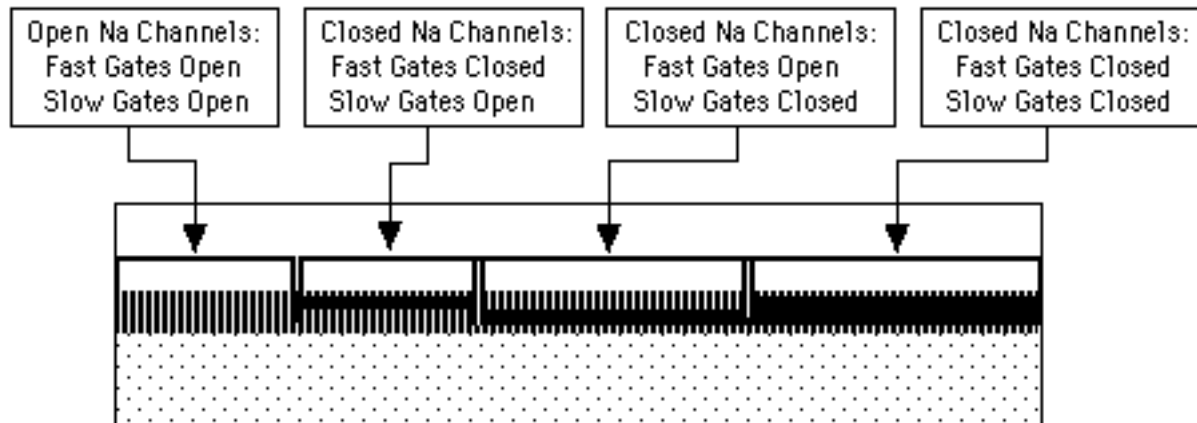 Open Na Channels:
Fast Gates Open
Slow Gates Open
Closed Na Channels:
Fast Gates Closed
Slow Gates Open
Closed Na Channels:
Fast Gates Open
Slow Gates Closed
Closed Na Channels:
Fast Gates Closed
Slow Gates Closed